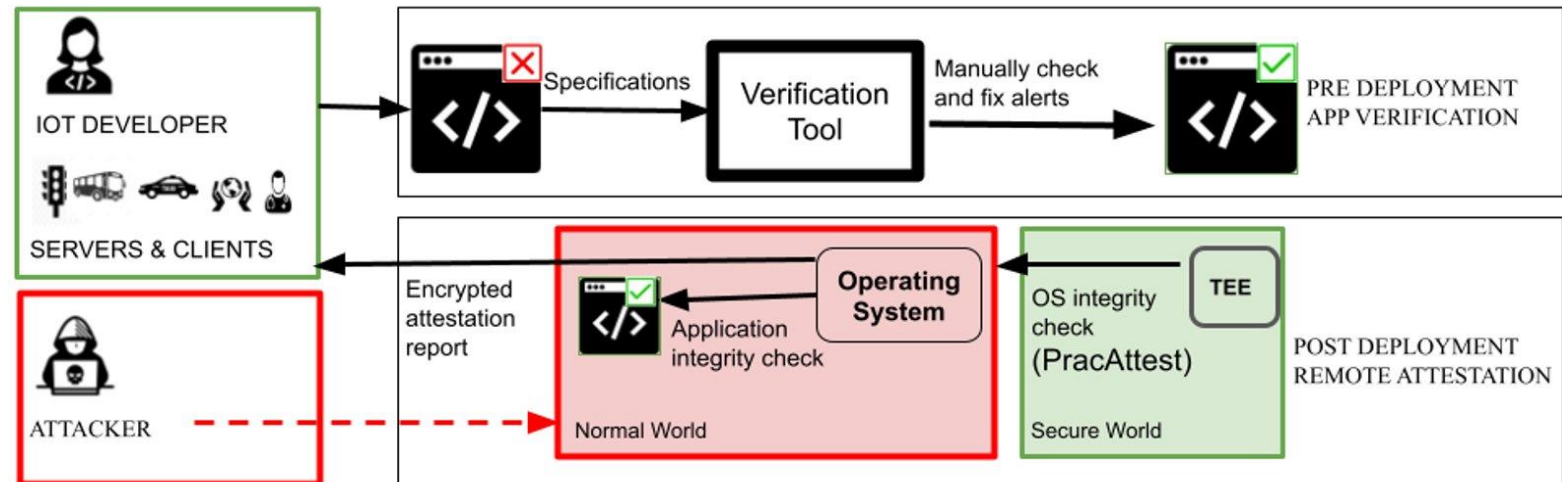 IOT DEVELOPER
SERVERS & CLIENTS
Specifications
Verification
Tool
Manually check
and fix alerts
PRE DEPLOYMENT
APP VERIFICATION
Encrypted
attestation
report
Operating
System
Application
integrity check
Normal World
OS integrity
check
(PracAttest)
TEE
Secure World
POST DEPLOYMENT
REMOTE ATTESTATION
ATTACKER